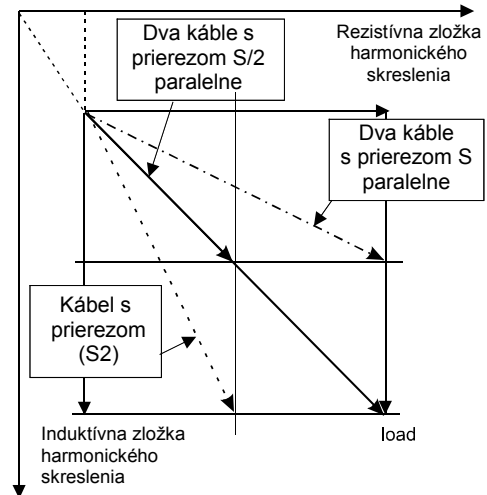 Dva káble s
prierezom S/2
paralelne
Rezistívna zložka
harmonického
skreslenia
Dva káble
s prierezom S
paralelne
Kábel s
prierezom
(S2)
Induktívna zložka
harmonického
skreslenia
load